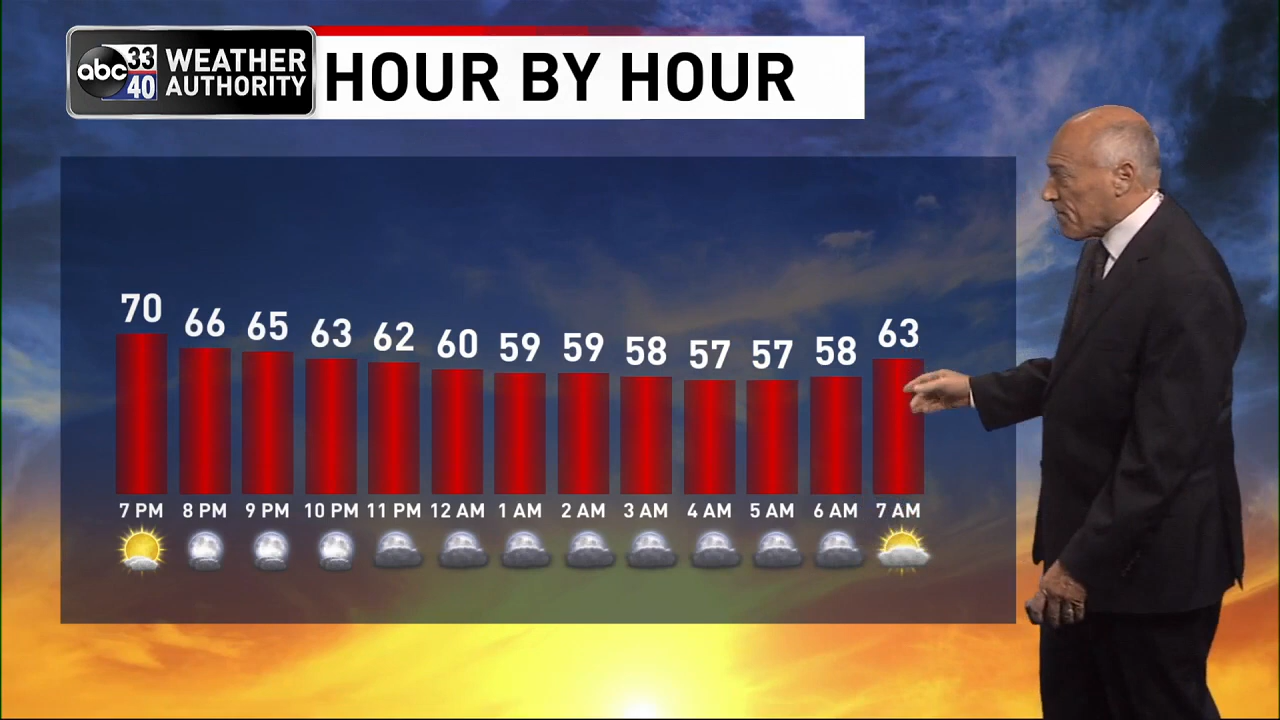 abc 33 40 WEATHER AUTHORITY
HOUR BY HOUR
70 66 65 63 62 60 59 59 58 57 57 58 63
7 PM 8 PM 9 PM 10 PM 11 PM 12 AM 1 AM 2 AM 3 AM 4 AM 5 AM 6 AM 7 AM